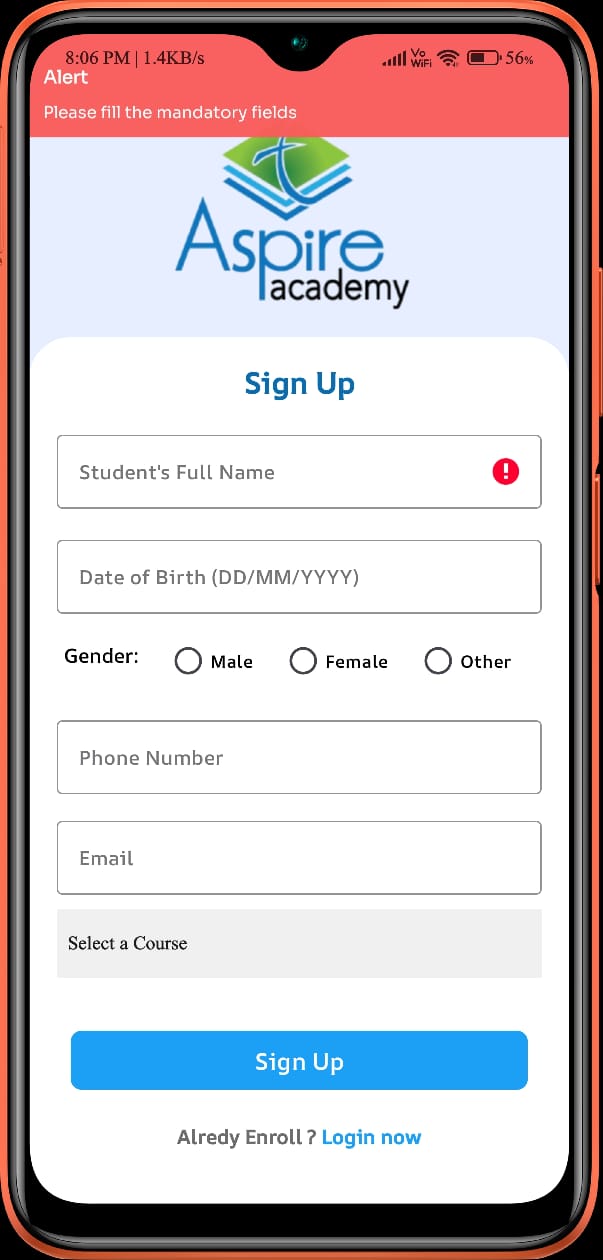 8:06 PM | 1.4KB/s Vo WiFi 56%
Alert
Please fill the mandatory fields
Aspire
academy
Sign Up
Student's Full Name
Date of Birth (DD/MM/YYYY)
Gender: Male Female Other
Phone Number
Email
Select a Course
Sign Up
Alredy Enroll ? Login now